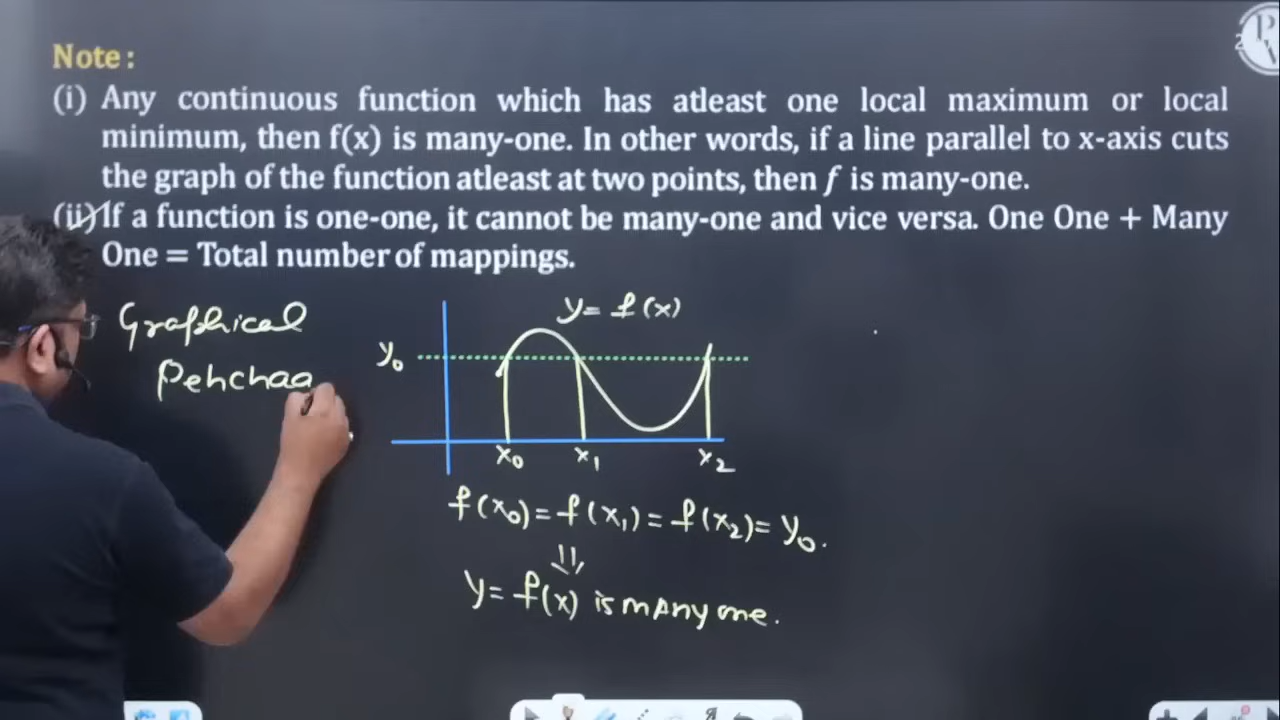 Note :
(i) Any continuous function which has atleast one local maximum or local
minimum, then f(x) is many-one. In other words, if a line parallel to x-axis cuts
the graph of the function atleast at two points, then f is many-one.
(ii) If a function is one-one, it cannot be many-one and vice versa. One One + Many
One = Total number of mappings.
Graphical
Pehchaa
y = f(x)
y₀
x₀ x₁ x₂
f(x₀) = f(x₁) = f(x₂) = y₀.
⇓
y = f(x) is many one.